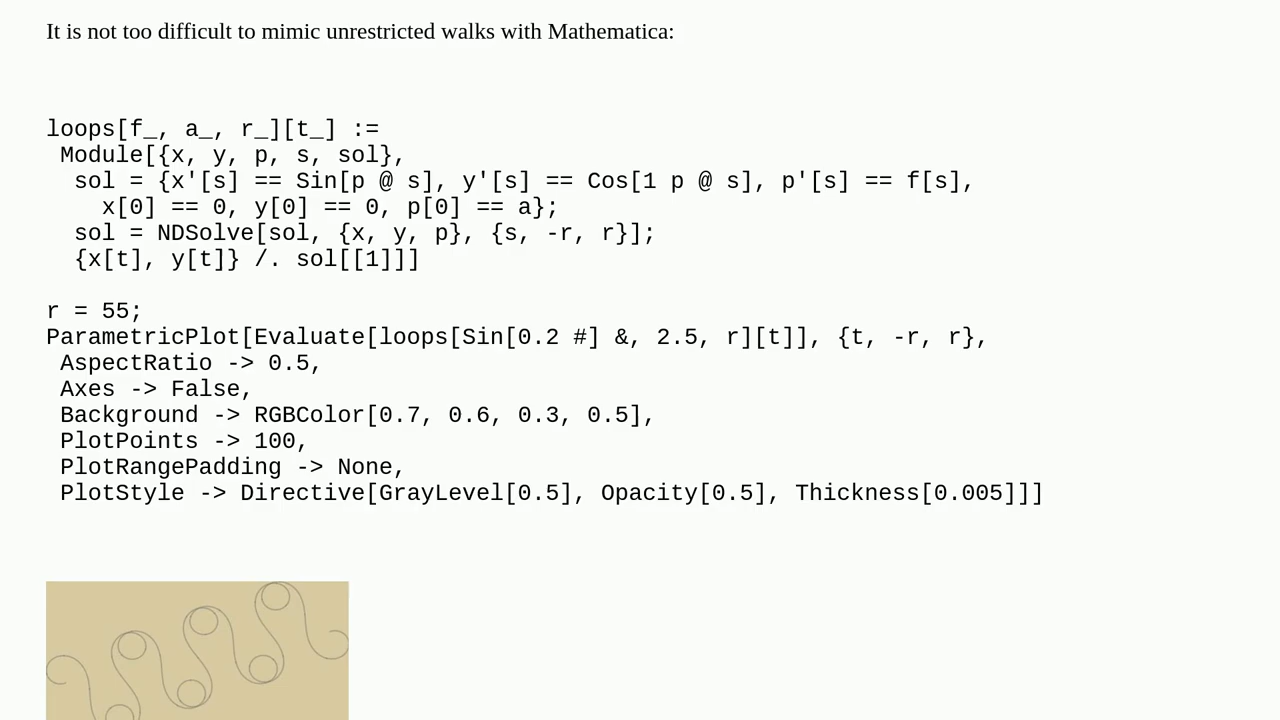 It is not too difficult to mimic unrestricted walks with Mathematica:
loops[f_, a_, r_][t_] :=
Module[{x, y, p, s, sol},
sol = {x'[s] == Sin[p @ s], y'[s] == Cos[1 p @ s], p'[s] == f[s],
x[0] == 0, y[0] == 0, p[0] == a};
sol = NDSolve[sol, {x, y, p}, {s, -r, r}];
{x[t], y[t]} /. sol[[1]]]
r = 55;
ParametricPlot[Evaluate[loops[Sin[0.2 #] &, 2.5, r][t]], {t, -r, r},
AspectRatio -> 0.5,
Axes -> False,
Background -> RGBColor[0.7, 0.6, 0.3, 0.5],
PlotPoints -> 100,
PlotRangePadding -> None,
PlotStyle -> Directive[GrayLevel[0.5], Opacity[0.5], Thickness[0.005]]]